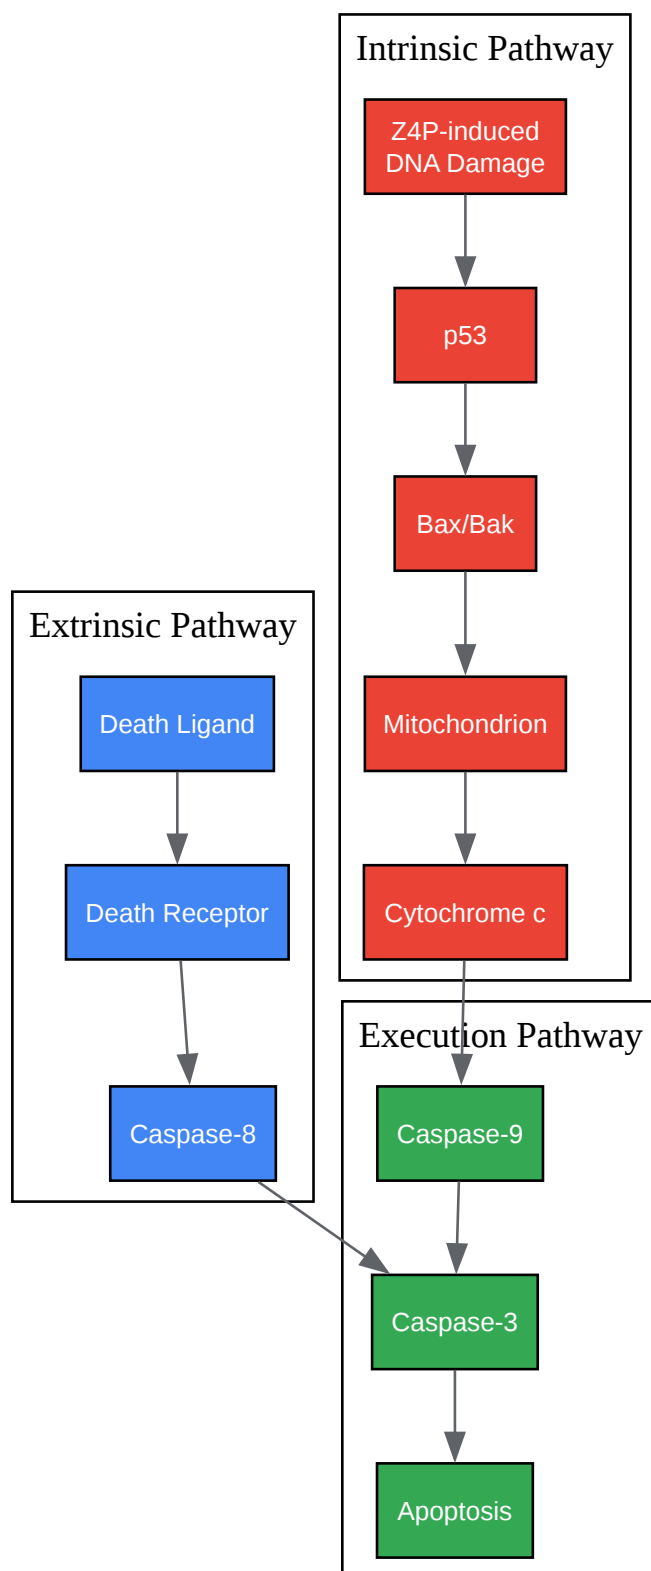 Intrinsic Pathway
Z4P-induced
DNA Damage
p53
Bax/Bak
Mitochondrion
Cytochrome c
Extrinsic Pathway
Death Ligand
Death Receptor
Caspase-8
Execution Pathway
Caspase-9
Caspase-3
Apoptosis